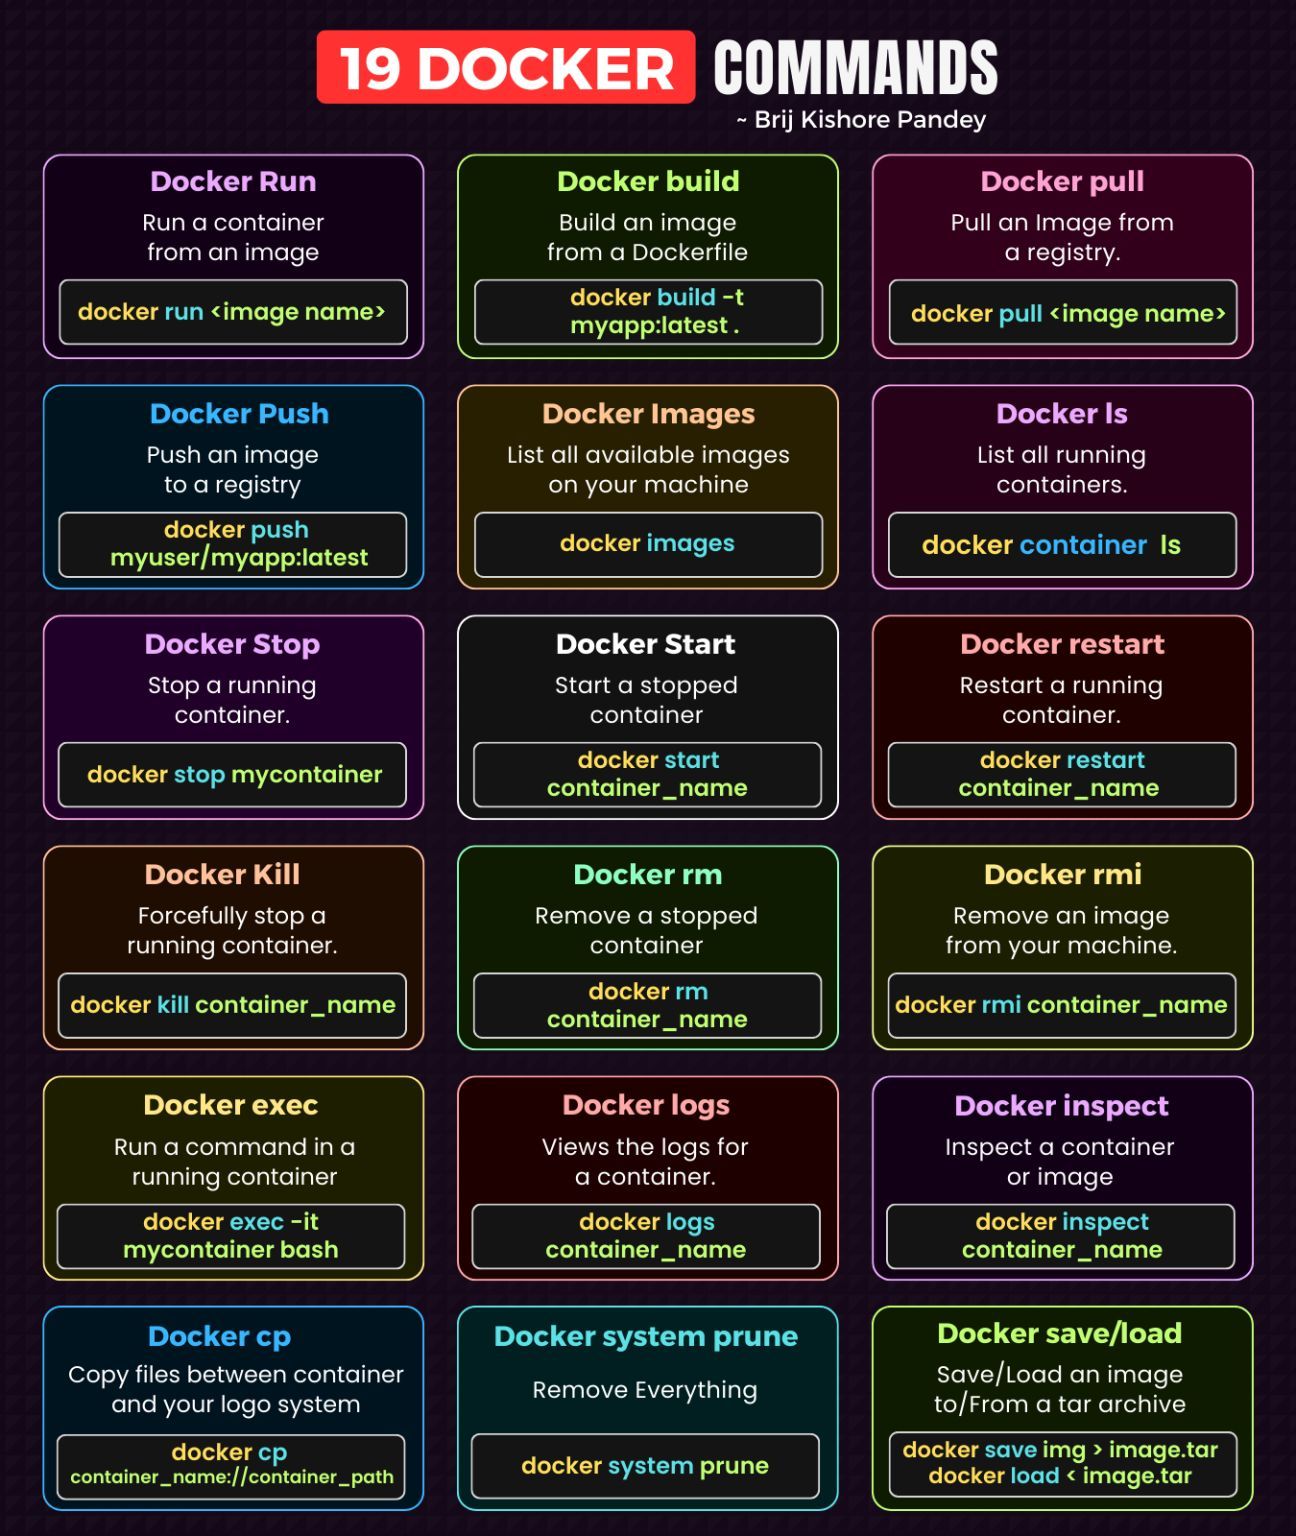 19 DOCKER COMMANDS
~ Brij Kishore Pandey
Docker Run
Run a container
from an image
docker run <image name>
Docker build
Build an image
from a Dockerfile
docker build -t
myapp:latest .
Docker pull
Pull an Image from
a registry.
docker pull <image name>
Docker Push
Push an image
to a registry
docker push
myuser/myapp:latest
Docker Images
List all available images
on your machine
docker images
Docker ls
List all running
containers.
docker container ls
Docker Stop
Stop a running
container.
docker stop mycontainer
Docker Start
Start a stopped
container
docker start
container_name
Docker restart
Restart a running
container.
docker restart
container_name
Docker Kill
Forcefully stop a
running container.
docker kill container_name
Docker rm
Remove a stopped
container
docker rm
container_name
Docker rmi
Remove an image
from your machine.
docker rmi container_name
Docker exec
Run a command in a
running container
docker exec -it
mycontainer bash
Docker logs
Views the logs for
a container.
docker logs
container_name
Docker inspect
Inspect a container
or image
docker inspect
container_name
Docker cp
Copy files between container
and your logo system
docker cp
container_name://container_path
Docker system prune
Remove Everything
docker system prune
Docker save/load
Save/Load an image
to/From a tar archive
docker save img > image.tar
docker load < image.tar